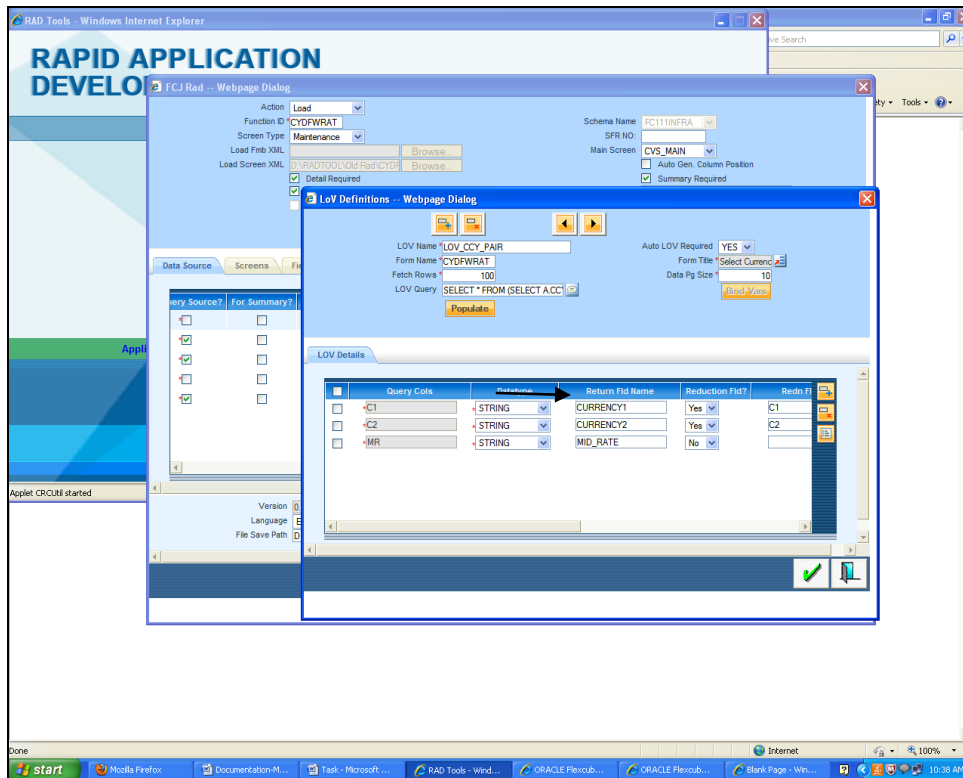 RAD Tools - Windows Internet Explorer
ve Search
RAPID APPLICATION
DEVELO
FCJ Rad -- Webpage Dialog
ety Tools
Action Load
Function ID *CYDFWRAT
Screen Type Maintenance
Load Fmb XML Browse...
Load Screen XML D:\RADTOOL\Old Rad\CYDF Browse...
Detail Required
Schema Name FC111INFRA
SFR NO:
Main Screen CVS_MAIN
Auto Gen. Column Position
Summary Required
LoV Definitions -- Webpage Dialog
LOV Name *LOV_CCY_PAIR
Form Name *CYDFWRAT
Fetch Rows * 100
LOV Query SELECT * FROM (SELECT A.CC
Populate
Auto LOV Required YES
Form Title *Select Currenc
Data Pg Size * 10
Bind Vars
Data Source Screens Fie
ery Source? For Summary?
Appli
LOV Details
Query Cols Datatype Return Fld Name Reduction Fld? Redn Fl
*C1 * STRING CURRENCY1 Yes C1
*C2 * STRING CURRENCY2 Yes C2
*MR * STRING MID_RATE No
Applet CRCUtil started
Version 0.
Language E
File Save Path D
Done
Internet
100%
start
Mozilla Firefox
Documentation-M...
Task - Microsoft ...
RAD Tools - Wind...
ORACLE Flexcub...
ORACLE Flexcub...
Blank Page - Win...
10:38 AM